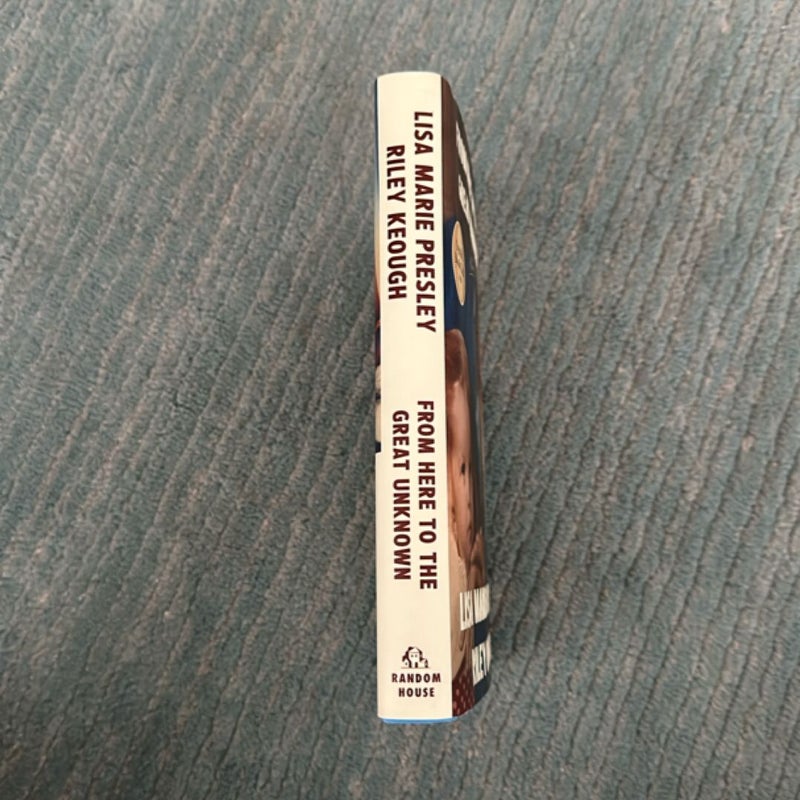 LISA MARIE PRESLEY
RILEY KEOUGH
FROM HERE TO THE
GREAT UNKNOWN
RANDOM
HOUSE